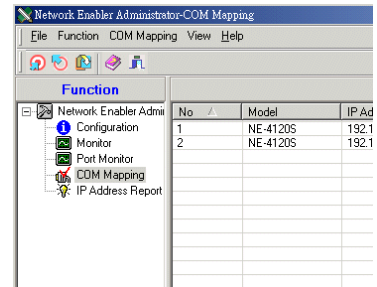 Network Enabler Administrator-COM Mapping
File Function COM Mapping View Help
Function
Network Enabler Admi
Configuration
Monitor
Port Monitor
COM Mapping
IP Address Report
No Model IP Ad
1 NE-4120S 192.1
2 NE-4120S 192.1